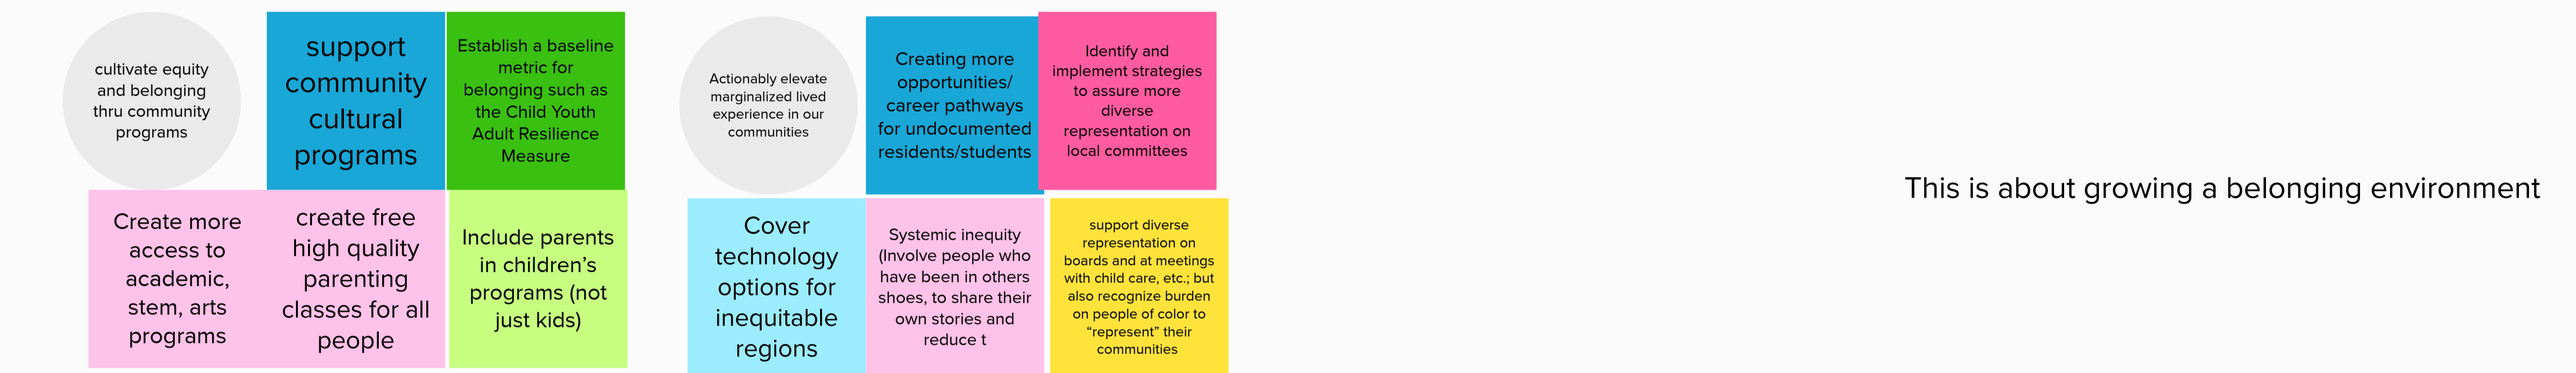 cultivate equity
and belonging
thru community
programs
support
community
cultural
programs
Establish a baseline
metric for
belonging such as
the Child Youth
Adult Resilience
Measure
Create more
access to
academic,
stem, arts
programs
create free
high quality
parenting
classes for all
people
Include parents
in children’s
programs (not
just kids)
Actionably elevate
marginalized lived
experience in our
communities
Creating more
opportunities/
career pathways
for undocumented
residents/students
Identify and
implement strategies
to assure more
diverse
representation on
local committees
Cover
technology
options for
inequitable
regions
Systemic inequity
(Involve people who
have been in others
shoes, to share their
own stories and
reduce t
support diverse
representation on
boards and at meetings
with child care, etc.; but
also recognize burden
on people of color to
“represent” their
communities
This is about growing a belonging environment